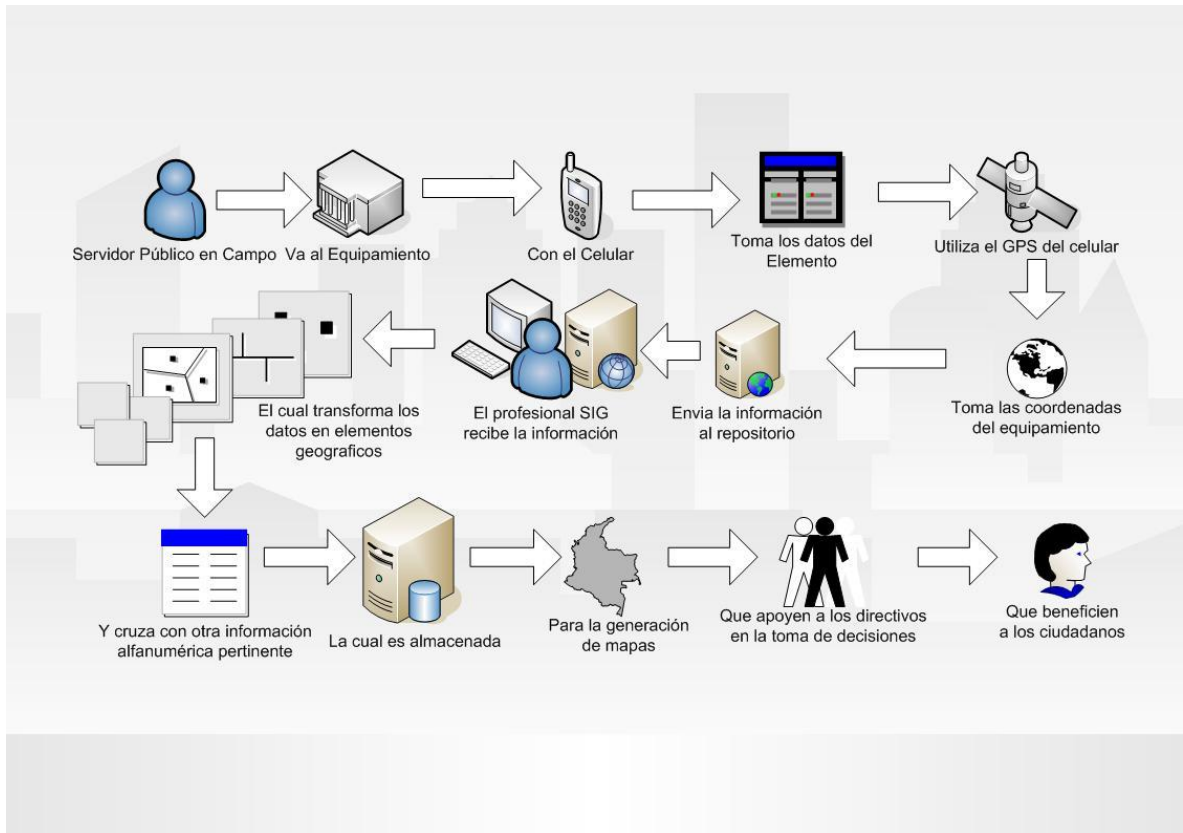 Servidor Público en Campo
Va al Equipamiento
Con el Celular
Toma los datos del
Elemento
Utiliza el GPS del celular
Toma las coordenadas
del equipamiento
Envia la información
al repositorio
El profesional SIG
recibe la información
El cual transforma los
datos en elementos
geograficos
Y cruza con otra información
alfanumérica pertinente
La cual es almacenada
Para la generación
de mapas
Que apoyen a los directivos
en la toma de decisiones
Que beneficien
a los ciudadanos